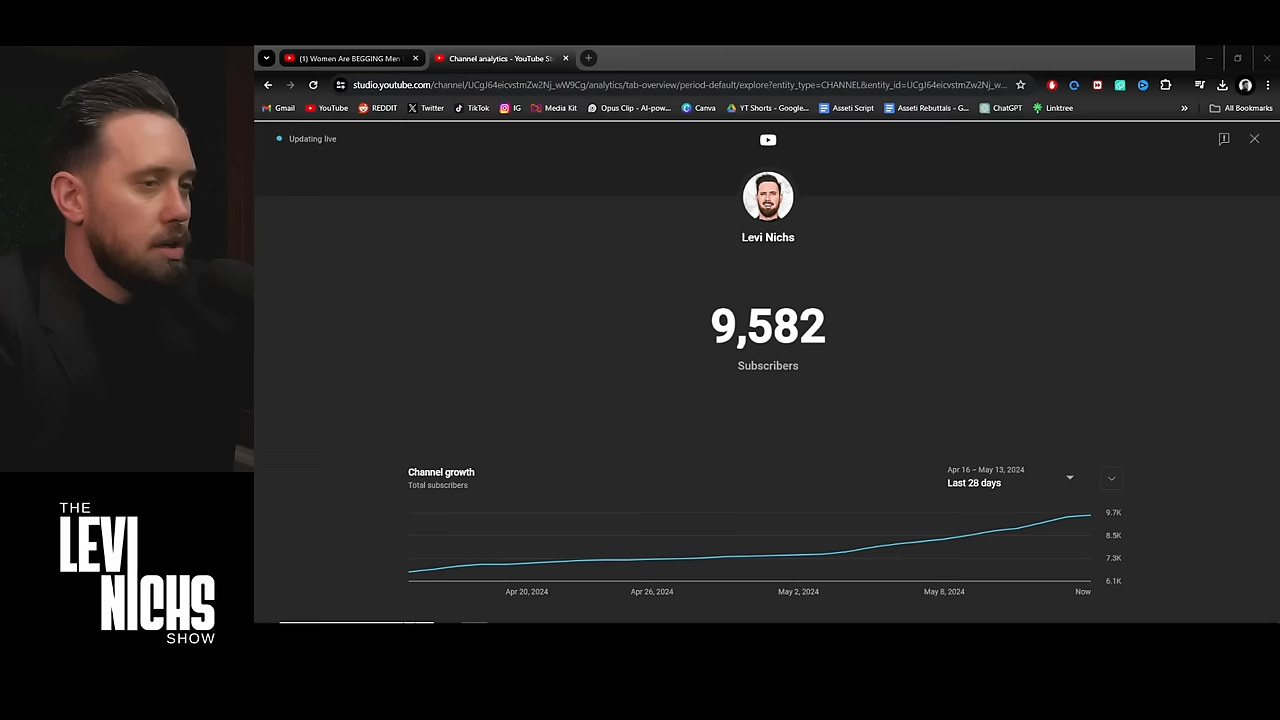 (1) Women Are BEGGING Men
Channel analytics - YouTube St
studio.youtube.com/channel/UCgJ64eicvstmZw2Nj_wW9Cg/analytics/tab-overview/period-default/explore?entity_type=CHANNEL&entity_id=UCgJ64eicvstmZw2Nj_w...
Gmail YouTube REDDIT Twitter TikTok IG Media Kit Opus Clip - AI-pow... Canva YT Shorts - Google... Asseti Script Asseti Rebuttals - G... ChatGPT Linktree » All Bookmarks
Updating live
Levi Nichs
9,582
Subscribers
Channel growth
Total subscribers
Apr 16 – May 13, 2024
Last 28 days
9.7K
8.5K
7.3K
6.1K
Apr 20, 2024 Apr 26, 2024 May 2, 2024 May 8, 2024 Now
THE
LEVI
NICHS
SHOW